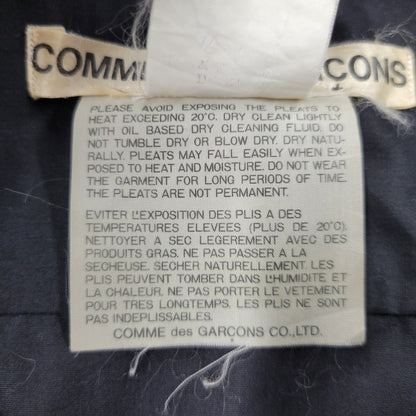 COMME GARÇONS
PLEASE AVOID EXPOSING THE PLEATS TO
HEAT EXCEEDING 20°C. DRY CLEAN LIGHTLY
WITH OIL BASED DRY CLEANING FLUID. DO
NOT TUMBLE DRY OR BLOW DRY. DRY NATU-
RALLY. PLEATS MAY FALL EASILY WHEN EX-
POSED TO HEAT AND MOISTURE. DO NOT WEAR
THE GARMENT FOR LONG PERIODS OF TIME.
THE PLEATS ARE NOT PERMANENT.
EVITER L'EXPOSITION DES PLIS A DES
TEMPERATURES ELEVEES (PLUS DE 20°C).
NETTOYER A SEC LEGEREMENT AVEC DES
PRODUITS GRAS. NE PAS PASSER A LA
SECHEUSE. SECHER NATURELLEMENT. LES
PLIS PEUVENT TOMBER DANS L'HUMIDITE ET
LA CHALEUR. NE PAS PORTER LE VETEMENT
POUR TRES LONGTEMPS. LES PLIS NE SONT
PAS INDEPLISSABLES.
COMME des GARCONS CO.,LTD.